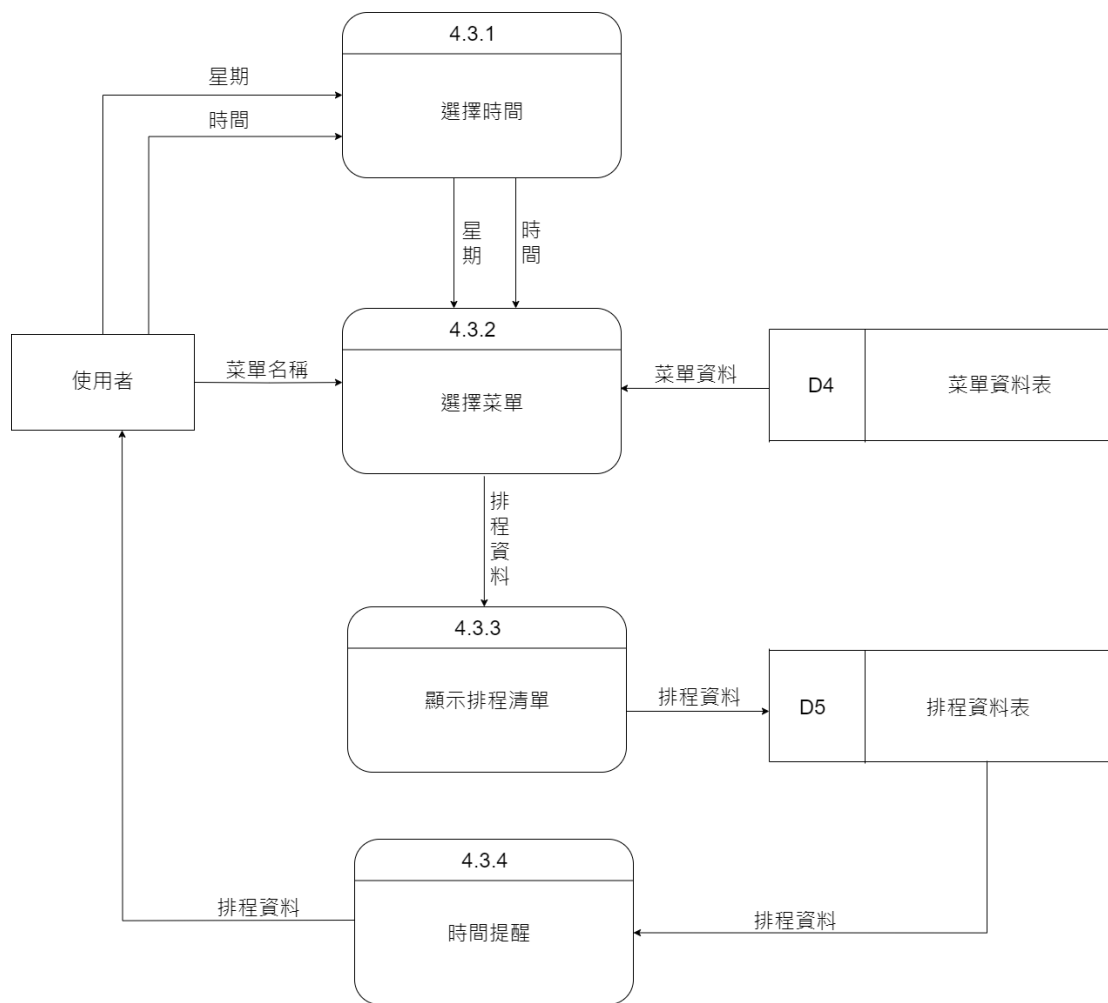 4.3.1
星期
選擇時間
時間
星期
時間
4.3.2
使用者
菜單名稱
選擇菜單
菜單資料
D4
菜單資料表
排程資料
4.3.3
顯示排程清單
排程資料
D5
排程資料表
4.3.4
排程資料
時間提醒
排程資料